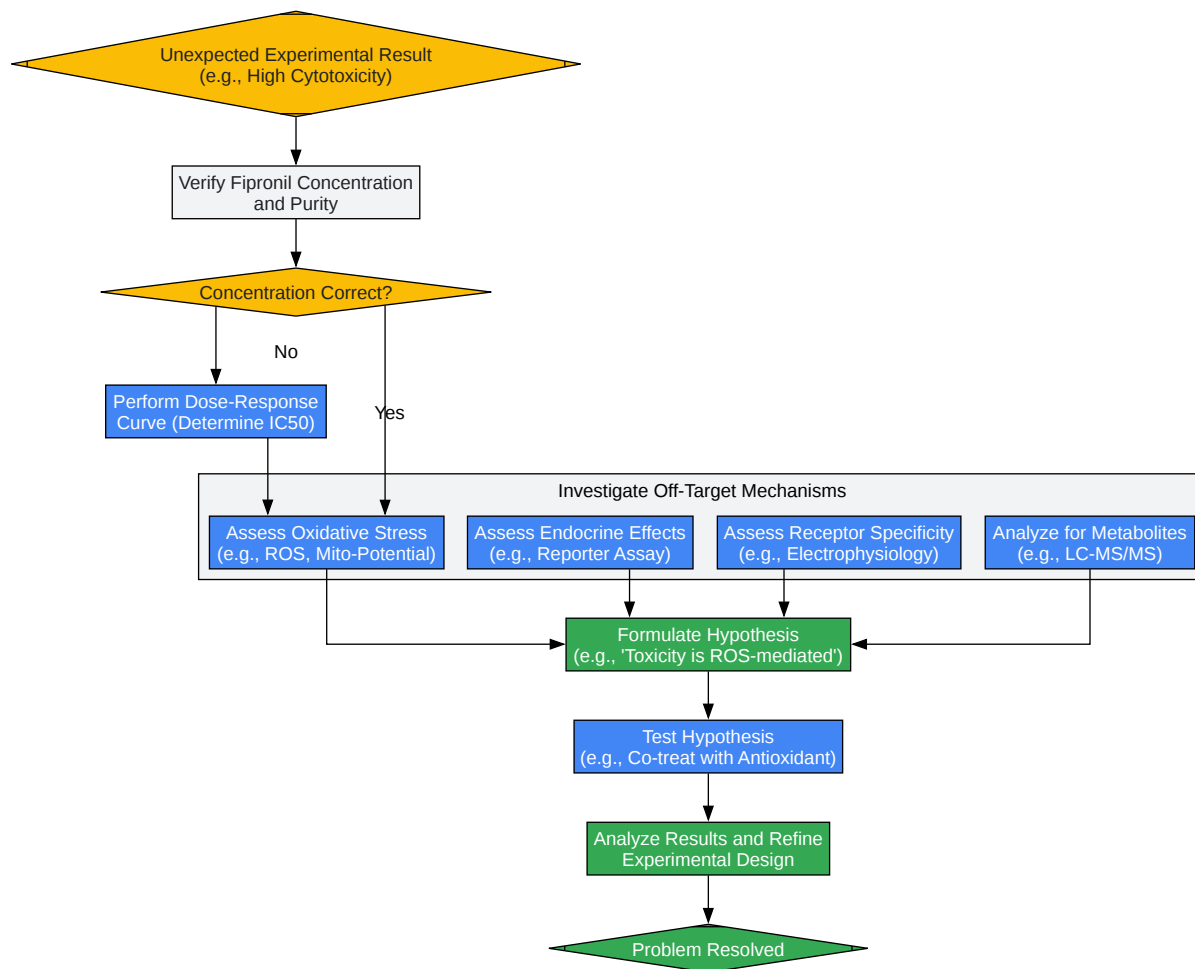 Unexpected Experimental Result
(e.g., High Cytotoxicity)
Verify Fipronil Concentration
and Purity
Concentration Correct?
No
Perform Dose-Response
Curve (Determine IC50)
Yes
Investigate Off-Target Mechanisms
Assess Oxidative Stress
(e.g., ROS, Mito-Potential)
Assess Endocrine Effects
(e.g., Reporter Assay)
Assess Receptor Specificity
(e.g., Electrophysiology)
Analyze for Metabolites
(e.g., LC-MS/MS)
Formulate Hypothesis
(e.g., 'Toxicity is ROS-mediated')
Test Hypothesis
(e.g., Co-treat with Antioxidant)
Analyze Results and Refine
Experimental Design
Problem Resolved